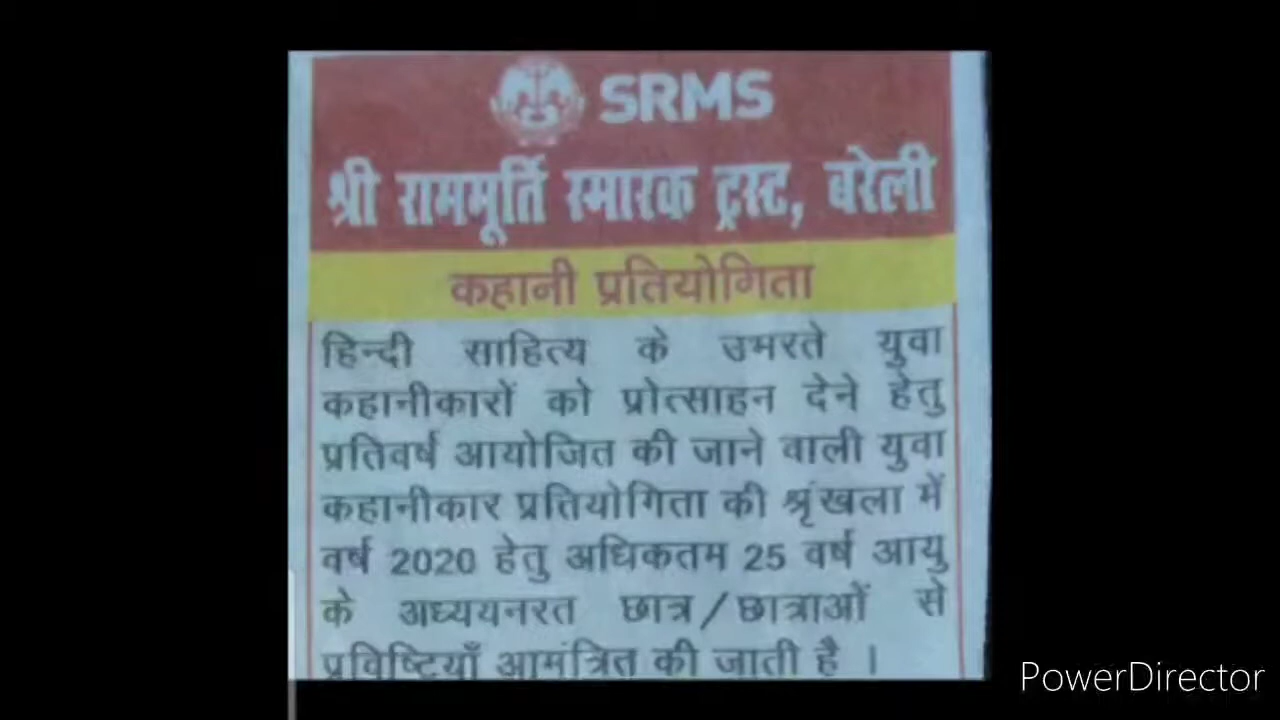 SRMS
श्री राममूर्ति स्मारक ट्रस्ट, बरेली
कहानी प्रतियोगिता
हिन्दी साहित्य के उभरते युवा
कहानीकारों को प्रोत्साहन देने हेतु
प्रतिवर्ष आयोजित की जाने वाली युवा
कहानीकार प्रतियोगिता की श्रृंखला में
वर्ष 2020 हेतु अधिकतम 25 वर्ष आयु
के अध्ययनरत छात्र/छात्राओं से
प्रविष्टियाँ आमंत्रित की जाती है ।
PowerDirector